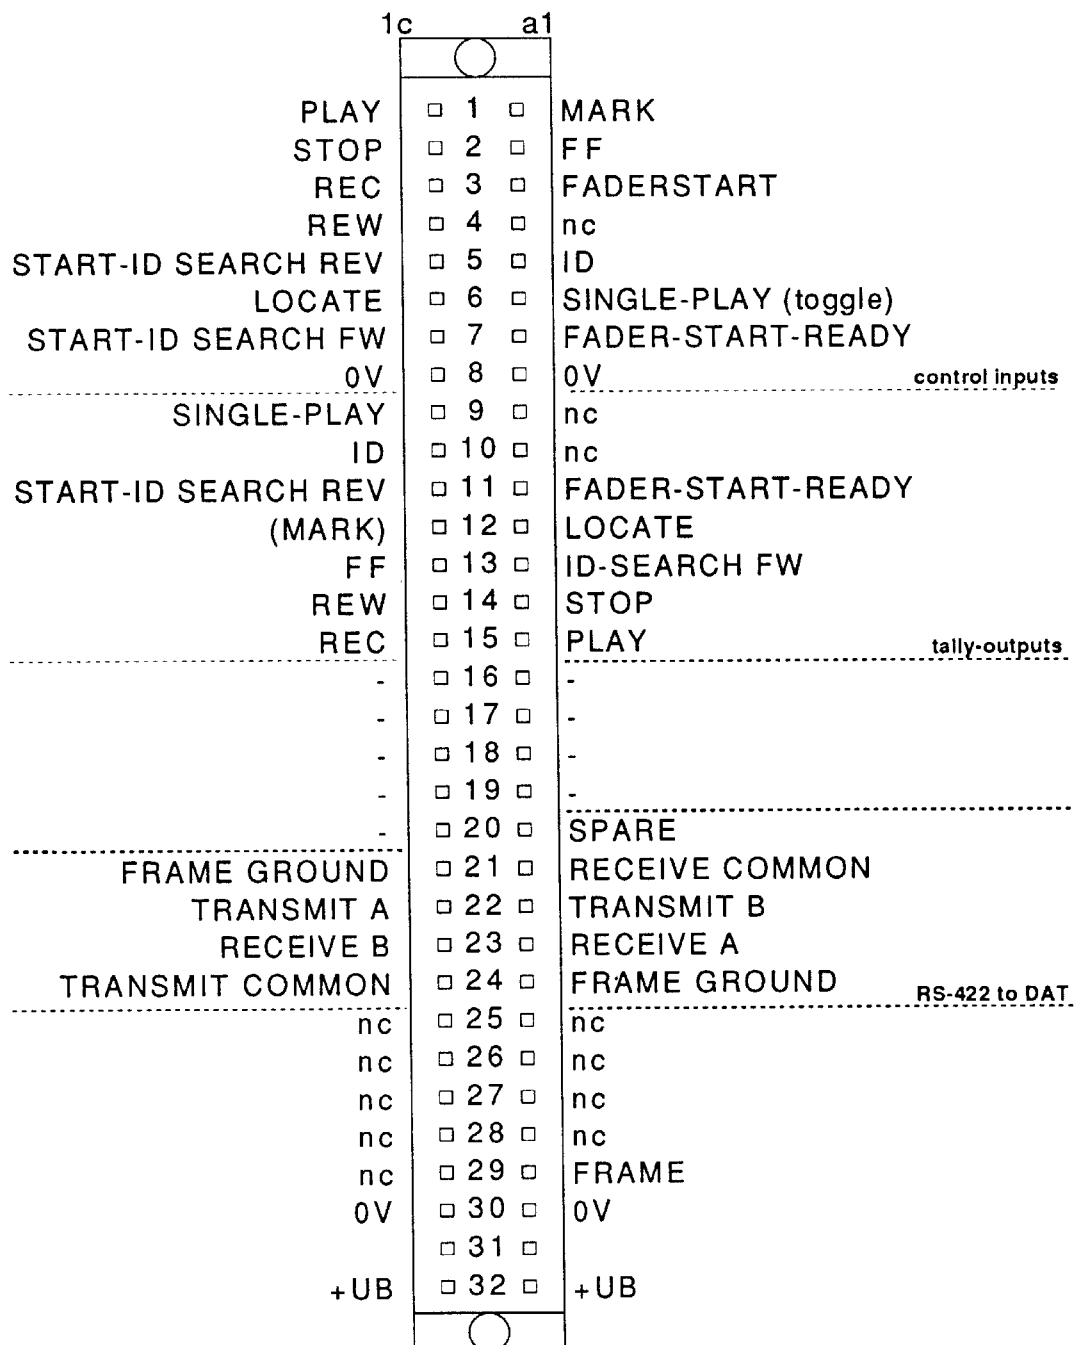 1c a1
PLAY 1 MARK
STOP 2 FF
REC 3 FADERSTART
REW 4 nc
START-ID SEARCH REV 5 ID
LOCATE 6 SINGLE-PLAY (toggle)
START-ID SEARCH FW 7 FADER-START-READY
0V 8 0V control inputs
SINGLE-PLAY 9 nc
ID 10 nc
START-ID SEARCH REV 11 FADER-START-READY
(MARK) 12 LOCATE
FF 13 ID-SEARCH FW
REW 14 STOP
REC 15 PLAY tally-outputs
- 16 -
- 17 -
- 18 -
- 19 -
- 20 SPARE
FRAME GROUND 21 RECEIVE COMMON
TRANSMIT A 22 TRANSMIT B
RECEIVE B 23 RECEIVE A
TRANSMIT COMMON 24 FRAME GROUND RS-422 to DAT
nc 25 nc
nc 26 nc
nc 27 nc
nc 28 nc
nc 29 FRAME
0V 30 0V
31
+UB 32 +UB